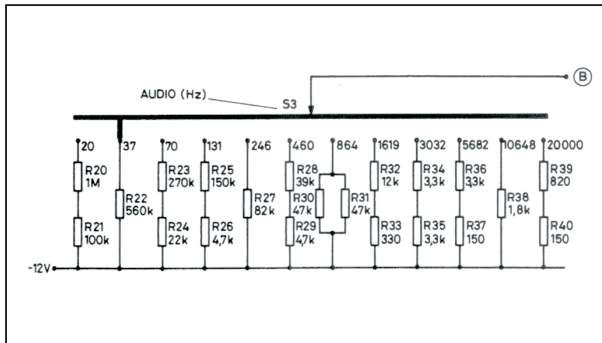 B
AUDIO (Hz)
S3
20 37 70 131 246 460 864 1619 3032 5682 10648 20000
R20 1M
R22 560k
R23 270k
R25 150k
R27 82k
R28 39k
R30 47k
R31 47k
R32 12k
R34 3,3k
R36 3,3k
R38 1,8k
R39 820
R21 100k
R24 22k
R26 4,7k
R29 4,7k
R33 330
R35 3,3k
R37 150
R40 150
-12V